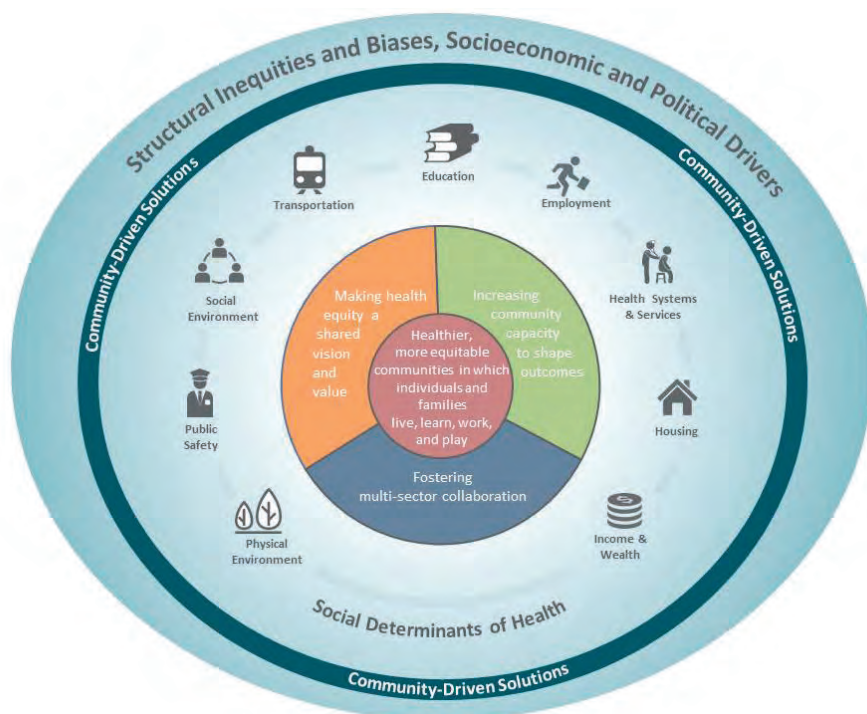 Structural Inequities and Biases, Socioeconomic and Political Drivers
Community-Driven Solutions
Community-Driven Solutions
Education
Transportation
Employment
Social
Environment
Health Systems
& Services
Public
Safety
Housing
Physical
Environment
Income &
Wealth
Making health
equity a
shared
vision
and
value
Increasing
community
capacity
to shape
outcomes
Healthier,
more equitable
communities in which
individuals and
families
live, learn, work,
and play
Fostering
multi-sector collaboration
Social Determinants of Health
Community-Driven Solutions